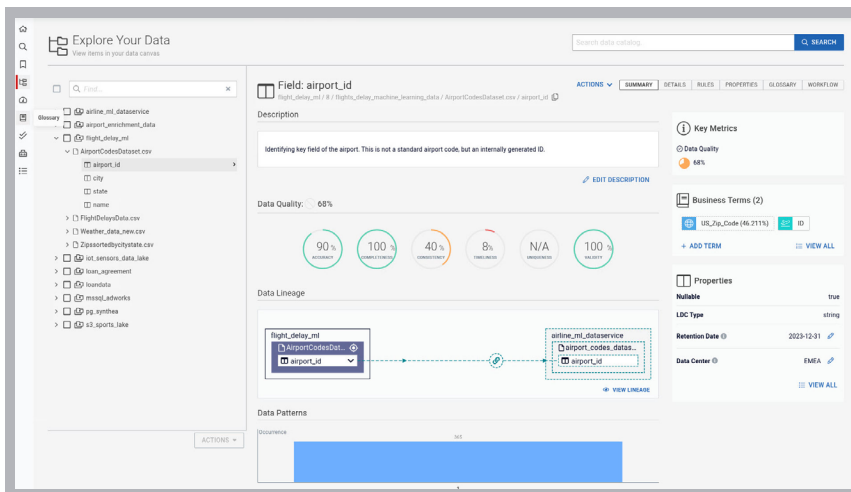 Explore Your Data
View items in your data canvas
Search data catalog...
SEARCH
Find...
Glossary
airline_ml_dataservice
airport_enrichment_data
flight_delay_ml
AirportCodesDataset.csv
airport_id
city
state
name
FlightDelaysData.csv
Weather_data_new.csv
Zipssortedbycitystate.csv
iot_sensors_data_lake
loan_agreement
loandata
mssql_adworks
pg_synthea
s3_sports_lake
ACTIONS
Field: airport_id
flight_delay_ml / 8 / flights_delay_machine_learning_data / AirportCodesDataset.csv / airport_id
ACTIONS
SUMMARY DETAILS RULES PROPERTIES GLOSSARY WORKFLOW
Description
Identifying key field of the airport. This is not a standard airport code, but an internally generated ID.
EDIT DESCRIPTION
Data Quality: 68%
90 % ACCURACY
100 % COMPLETENESS
40 % CONSISTENCY
8% TIMELINESS
N/A UNIQUENESS
100 % VALIDITY
Data Lineage
flight_delay_ml
AirportCodesDat...
airport_id
airline_ml_dataservice
airport_codes_datas...
airport_id
VIEW LINEAGE
Data Patterns
Occurrence
365
Key Metrics
Data Quality
68%
Business Terms (2)
US_Zip_Code (46.211%) ID
+ ADD TERM VIEW ALL
Properties
Nullable true
LDC Type string
Retention Date 2023-12-31
Data Center EMEA
VIEW ALL